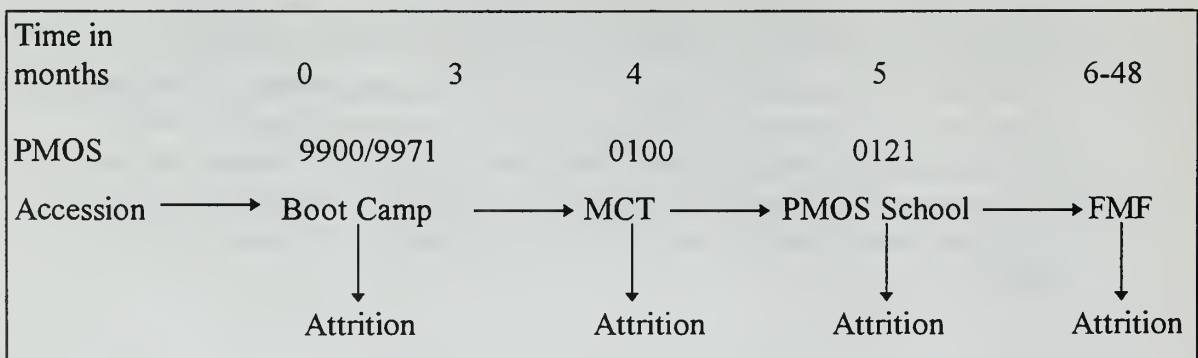 Time in
months 0 3 4 5 6-48
PMOS 9900/9971 0100 0121
Accession Boot Camp MCT PMOS School FMF
Attrition Attrition Attrition Attrition